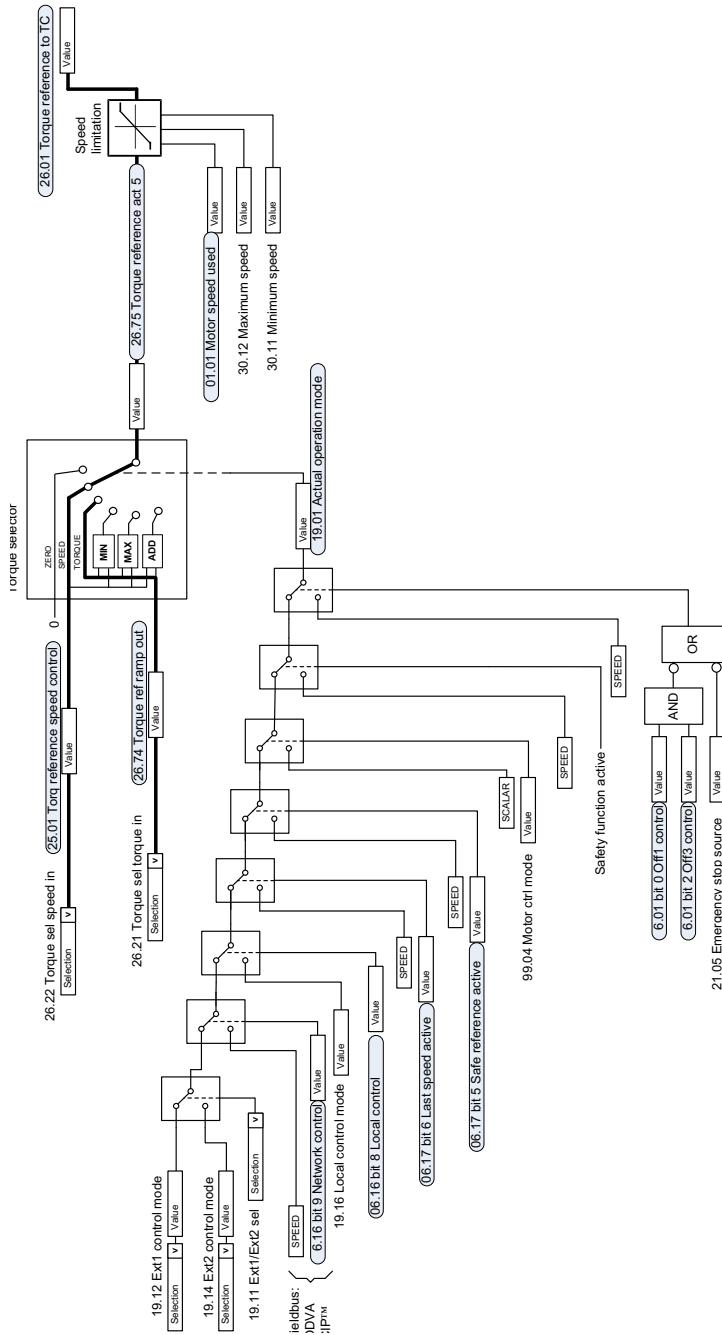 Torque selector
26.22 Torque sel speed in
Selection
v
25.01 Torq reference speed control
Value
0
ZERO
SPEED
TORQUE
MIN
MAX
ADD
26.21 Torque sel torque in
Selection
v
26.74 Torque ref ramp out
Value
Value
26.75 Torque reference act 5
Speed
limitation
26.01 Torque reference to TC
Value
01.01 Motor speed used
Value
30.12 Maximum speed
Value
30.11 Minimum speed
Value
19.12 Ext1 control mode
Selection
v
Value
19.14 Ext2 control mode
Selection
v
Value
19.11 Ext1/Ext2 sel
Selection
v
ieldbus:
ODVA
CIP™
SPEED
6.16 bit 9 Network control
Value
19.16 Local control mode
Value
06.16 bit 8 Local control
Value
SPEED
06.17 bit 6 Last speed active
Value
SPEED
06.17 bit 5 Safe reference active
Value
SCALAR
99.04 Motor ctrl mode
Value
SPEED
Safety function active
SPEED
19.01 Actual operation mode
Value
6.01 bit 0 Off1 control
Value
6.01 bit 2 Off3 control
Value
AND
OR
21.05 Emergency stop source
Value